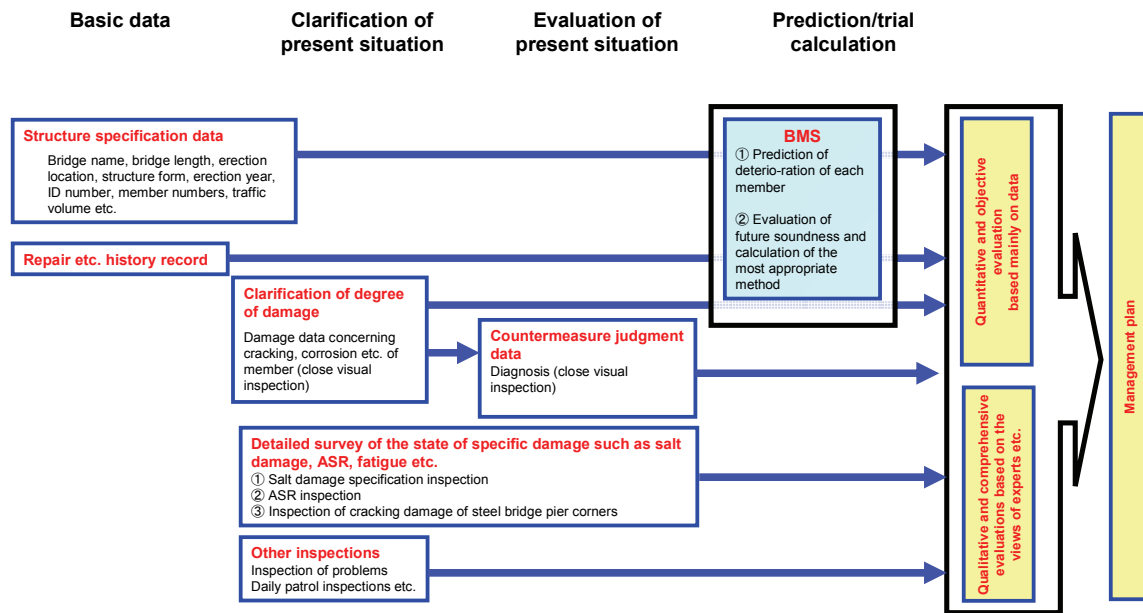 Basic data
Clarification of
present situation
Evaluation of
present situation
Prediction/trial
calculation
Structure specification data
Bridge name, bridge length, erection
location, structure form, erection year,
ID number, member numbers, traffic
volume etc.
Repair etc. history record
Clarification of degree
of damage
Damage data concerning
cracking, corrosion etc. of
member (close visual
inspection)
Countermeasure judgment
data
Diagnosis (close visual
inspection)
Detailed survey of the state of specific damage such as salt
damage, ASR, fatigue etc.
① Salt damage specification inspection
② ASR inspection
③ Inspection of cracking damage of steel bridge pier corners
Other inspections
Inspection of problems
Daily patrol inspections etc.
BMS
① Prediction of
deterio-ration of each
member
② Evaluation of
future soundness and
calculation of the
most appropriate
method
Quantitative and objective
evaluation
based mainly on data
Qualitative and comprehensive
evaluations based on the
views of experts etc.
Management plan